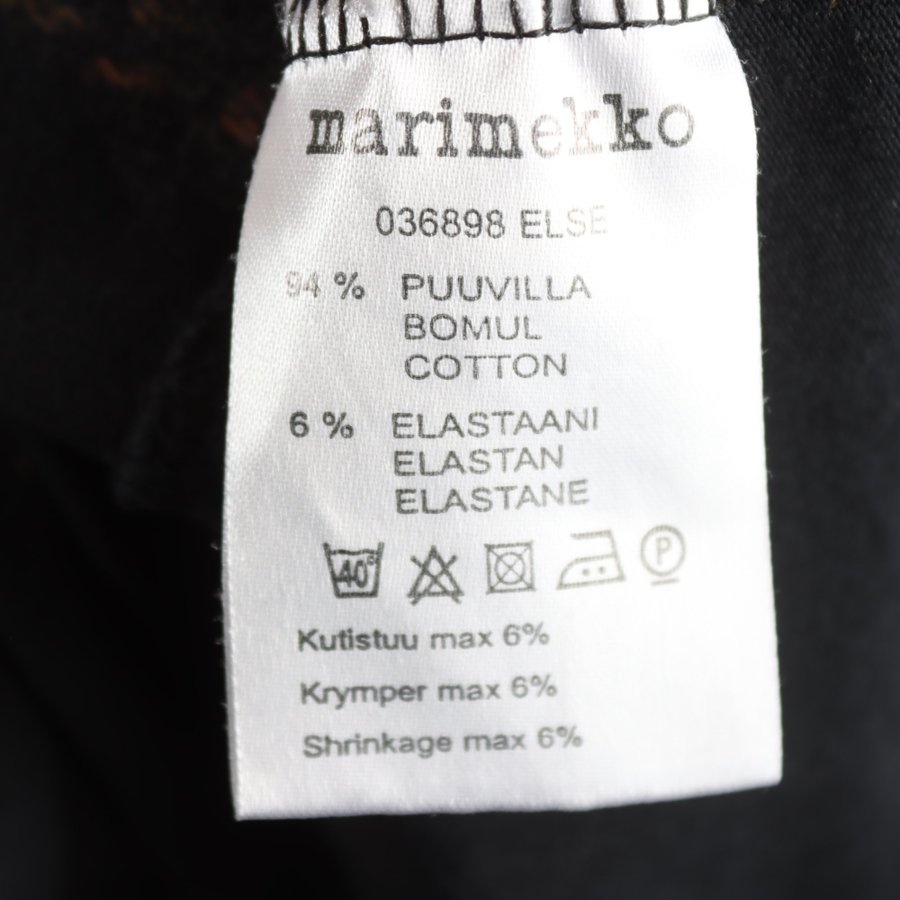 marimekko
036898 ELSE
94 % PUUVILLA
BOMUL
COTTON
6 % ELASTAANI
ELASTAN
ELASTANE
40° P
Kutistuu max 6%
Krymper max 6%
Shrinkage max 6%